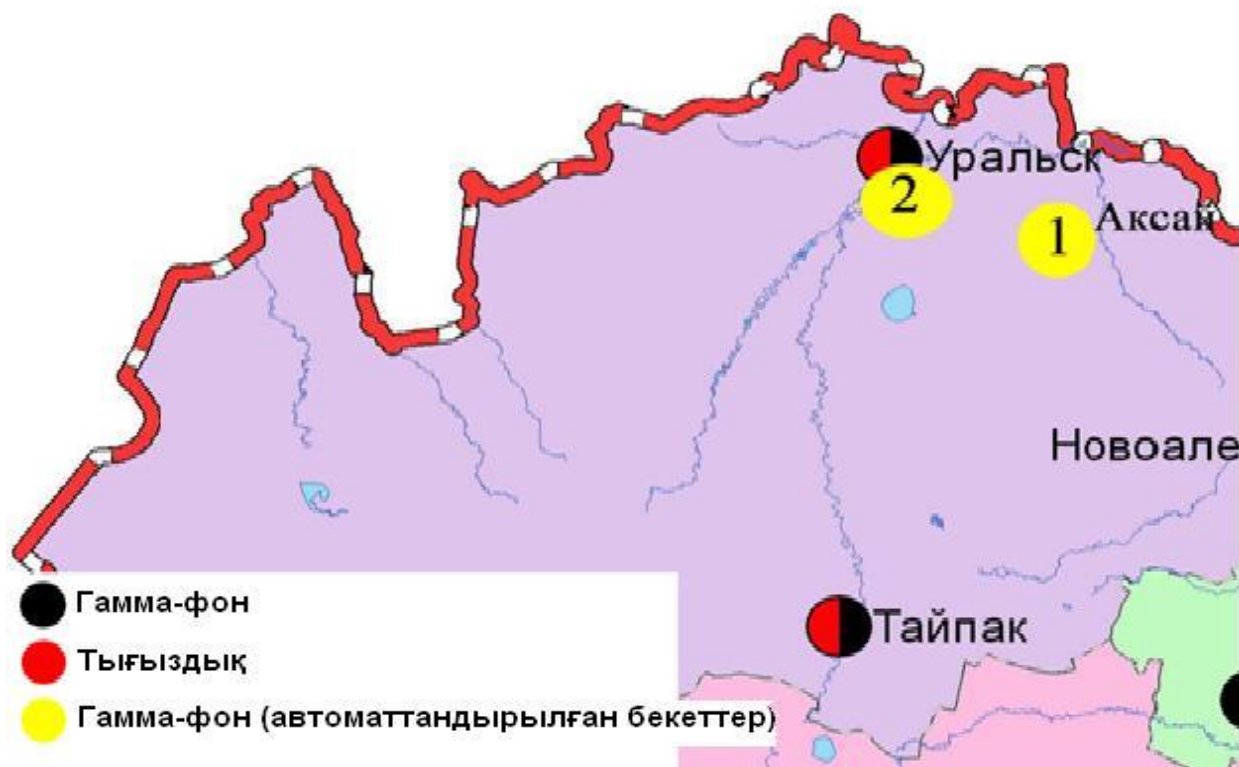 Уральск
2
Аксай
1
Новоале
Тайпак
Гамма-фон
Тығыздық
Гамма-фон (автоматтандырылған бекеттер)